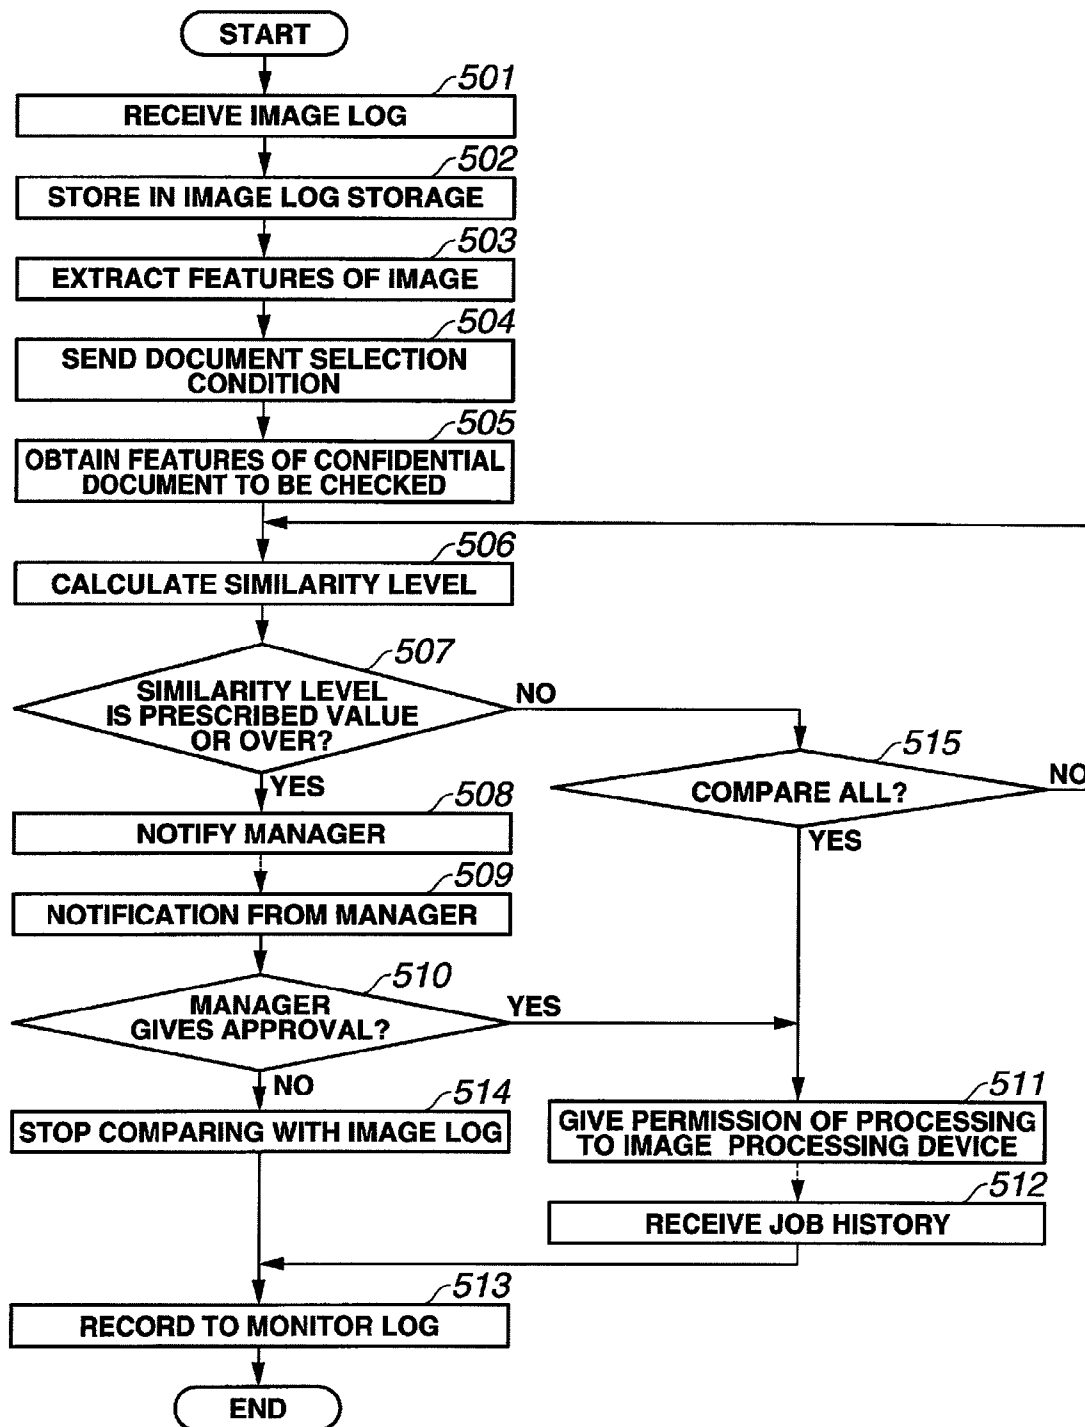 START
501
RECEIVE IMAGE LOG
502
STORE IN IMAGE LOG STORAGE
503
EXTRACT FEATURES OF IMAGE
504
SEND DOCUMENT SELECTION
CONDITION
505
OBTAIN FEATURES OF CONFIDENTIAL
DOCUMENT TO BE CHECKED
506
CALCULATE SIMILARITY LEVEL
507
SIMILARITY LEVEL
IS PRESCRIBED VALUE
OR OVER?
NO
YES
515
COMPARE ALL?
NO
YES
508
NOTIFY MANAGER
509
NOTIFICATION FROM MANAGER
510
MANAGER
GIVES APPROVAL?
YES
NO
514
STOP COMPARING WITH IMAGE LOG
511
GIVE PERMISSION OF PROCESSING
TO IMAGE PROCESSING DEVICE
512
RECEIVE JOB HISTORY
513
RECORD TO MONITOR LOG
END